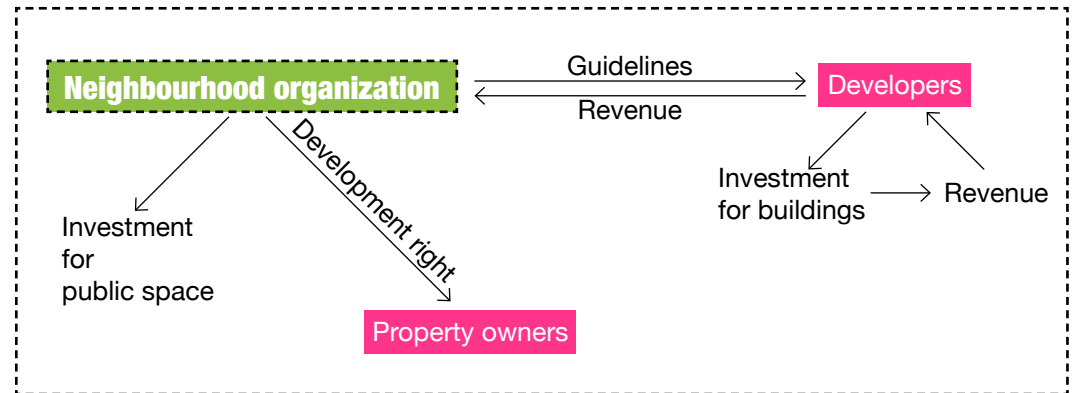 Neighbourhood organization
Guidelines
Revenue
Developers
Development right
Investment
for buildings
Revenue
Investment
for
public space
Property owners